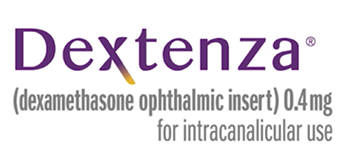 Dextenza®
(dexamethasone ophthalmic insert) 0.4 mg
for intracanalicular use